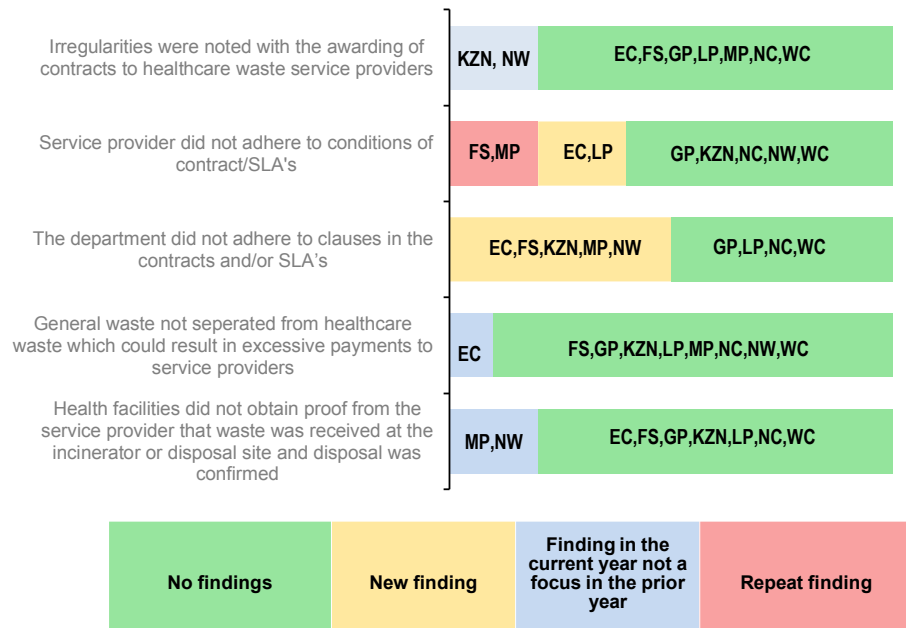 Irregularities were noted with the awarding of
contracts to healthcare waste service providers
KZN, NW
EC,FS,GP,LP,MP,NC,WC
Service provider did not adhere to conditions of
contract/SLA's
FS,MP
EC,LP
GP,KZN,NC,NW,WC
The department did not adhere to clauses in the
contracts and/or SLA’s
EC,FS,KZN,MP,NW
GP,LP,NC,WC
General waste not seperated from healthcare
waste which could result in excessive payments to
service providers
EC
FS,GP,KZN,LP,MP,NC,NW,WC
Health facilities did not obtain proof from the
service provider that waste was received at the
incinerator or disposal site and disposal was
confirmed
MP,NW
EC,FS,GP,KZN,LP,NC,WC
No findings
New finding
Finding in the
current year not a
focus in the prior
year
Repeat finding